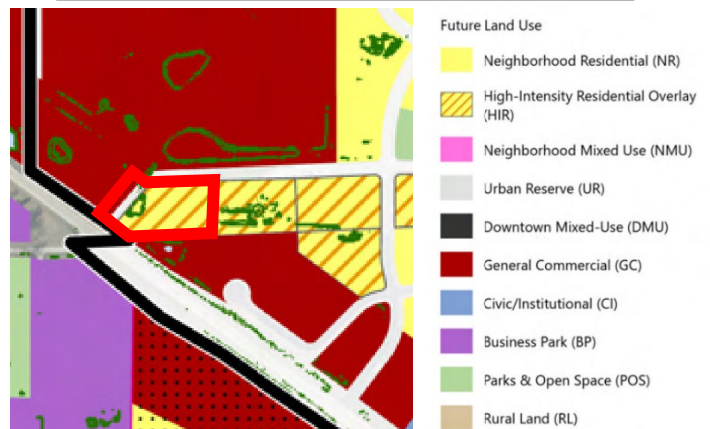 Future Land Use
Neighborhood Residential (NR)
High-Intensity Residential Overlay
(HIR)
Neighborhood Mixed Use (NMU)
Urban Reserve (UR)
Downtown Mixed-Use (DMU)
General Commercial (GC)
Civic/Institutional (CI)
Business Park (BP)
Parks & Open Space (POS)
Rural Land (RL)